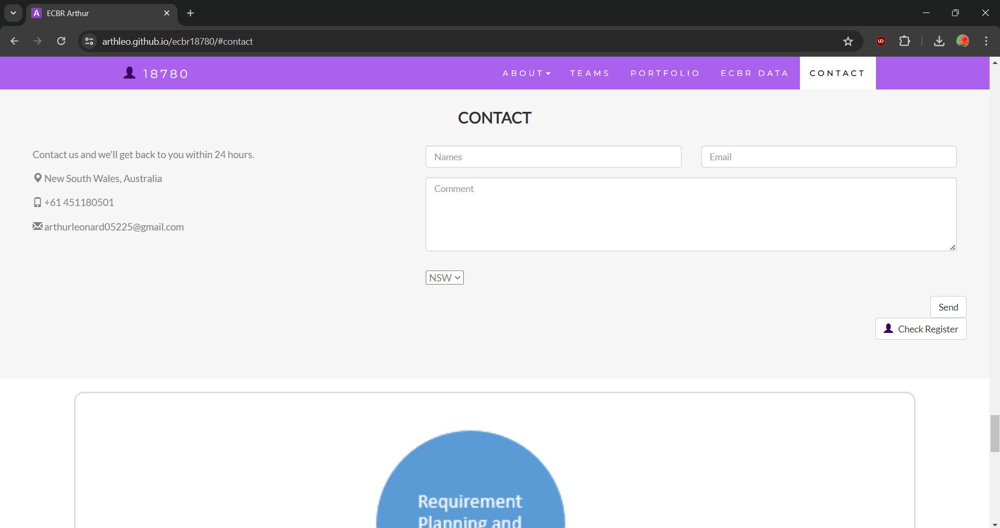 ECBR Arthur
arthleo.github.io/ecbr18780/#contact
18780
ABOUT
TEAMS
PORTFOLIO
ECBR DATA
CONTACT
CONTACT
Contact us and we'll get back to you within 24 hours.
New South Wales, Australia
+61 451180501
arthurleonard05225@gmail.com
Names
Email
Comment
NSW
Send
Check Register
Requirement
Planning and